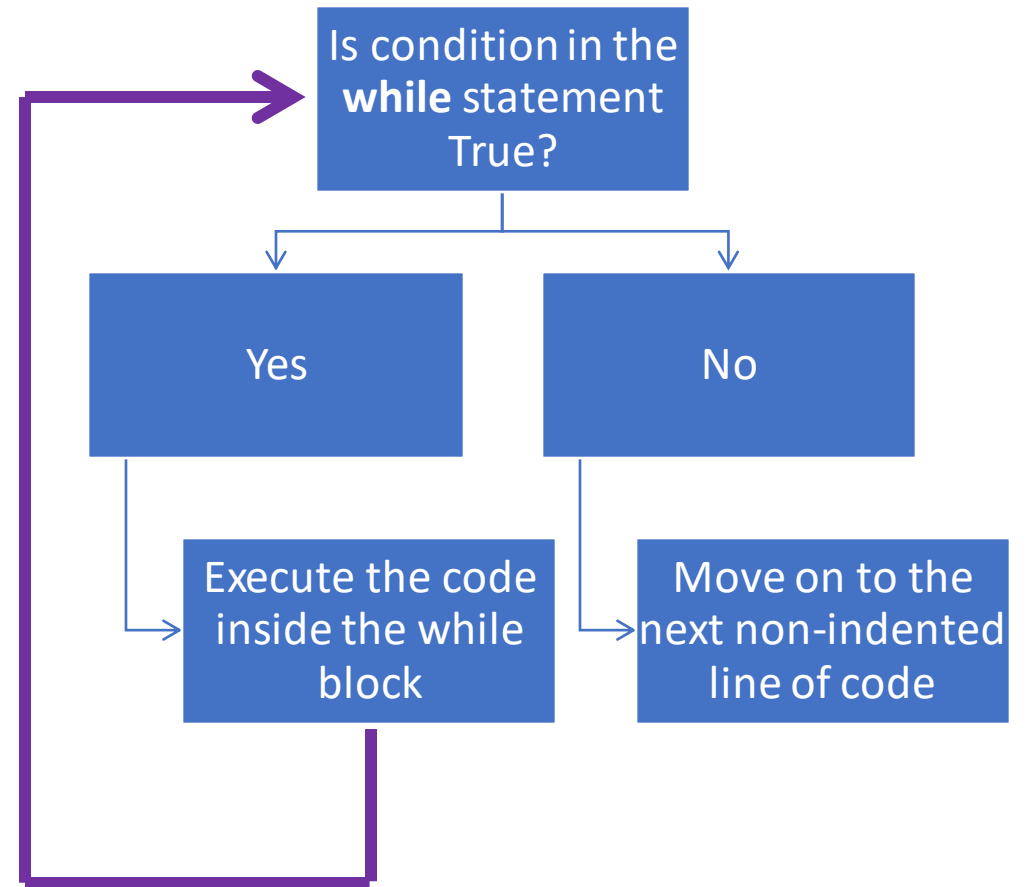 Is condition in the
while statement
True?
Yes
No
Execute the code
inside the while
block
Move on to the
next non-indented
line of code